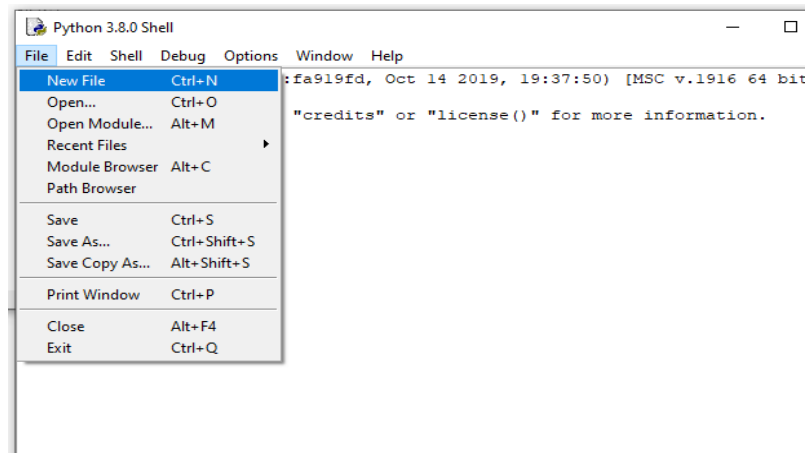 Python 3.8.0 Shell
File Edit Shell Debug Options Window Help
New File Ctrl+N :fa919fd, Oct 14 2019, 19:37:50) [MSC v.1916 64 bit
Open... Ctrl+O
"credits" or "license()" for more information.
Open Module... Alt+M
Recent Files
Module Browser Alt+C
Path Browser
Save Ctrl+S
Save As... Ctrl+Shift+S
Save Copy As... Alt+Shift+S
Print Window Ctrl+P
Close Alt+F4
Exit Ctrl+Q